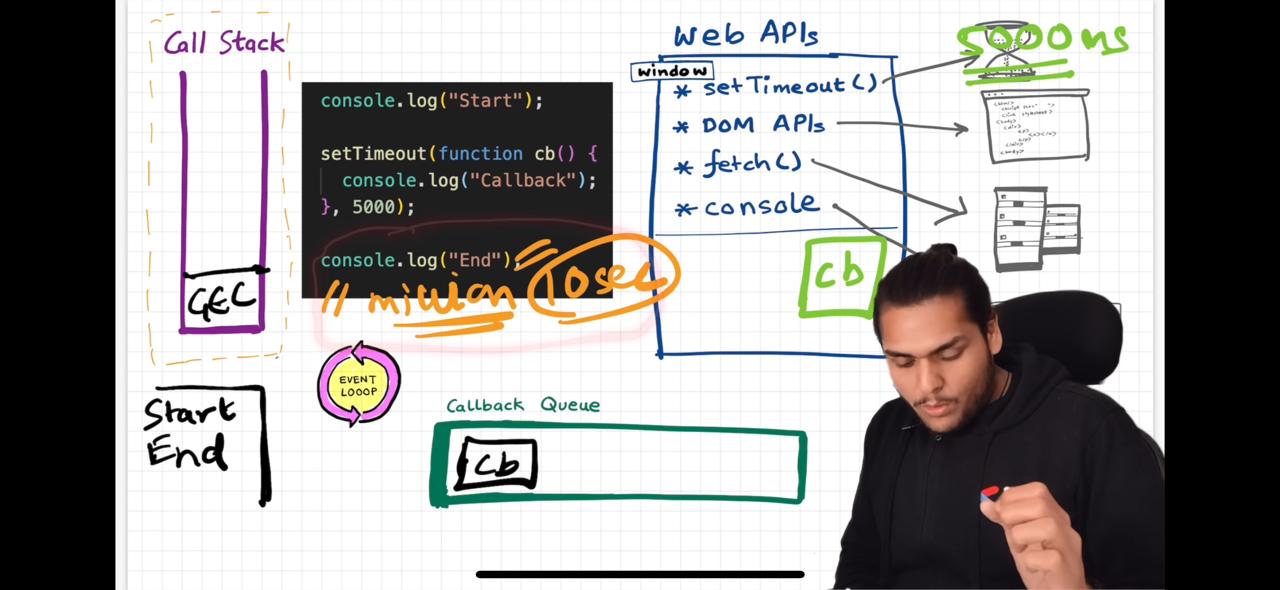 Call Stack
GEC
console.log("Start");
setTimeout(function cb() {
console.log("Callback");
}, 5000);
console.log("End");
// million 10sec
Web APIs
window
* setTimeout()
* DOM APIs
* fetch()
* console
cb
5000ms
Start
End
EVENT
LOOOP
Callback Queue
cb